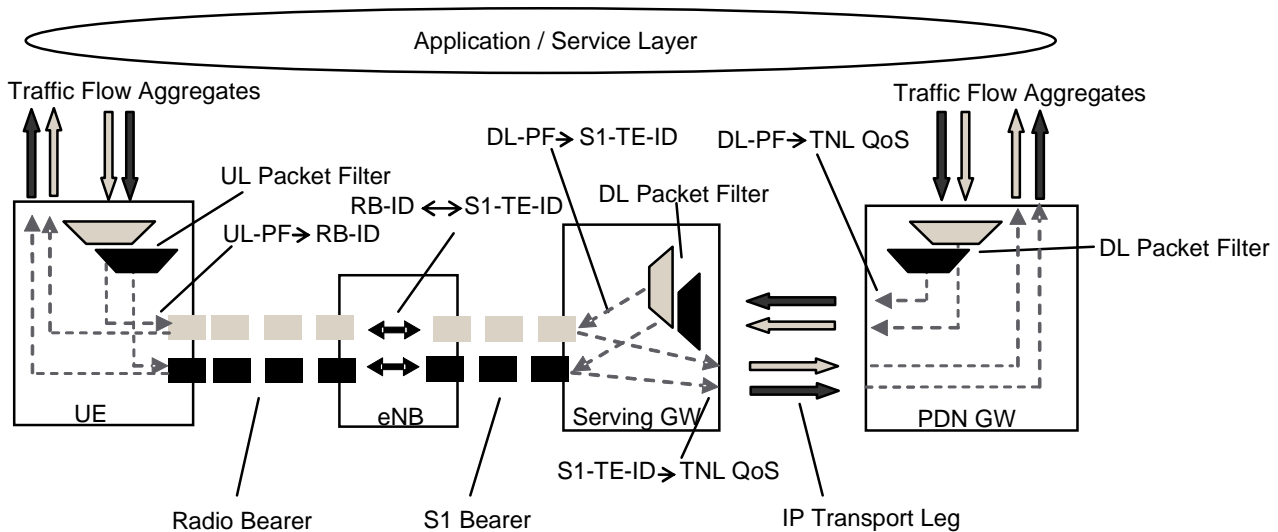 Application / Service Layer
Traffic Flow Aggregates
Traffic Flow Aggregates
DL-PF→S1-TE-ID
DL-PF→TNL QoS
UL Packet Filter
DL Packet Filter
RB-ID ↔ S1-TE-ID
UL-PF→RB-ID
DL Packet Filter
UE
eNB
Serving GW
PDN GW
S1-TE-ID→TNL QoS
Radio Bearer
S1 Bearer
IP Transport Leg